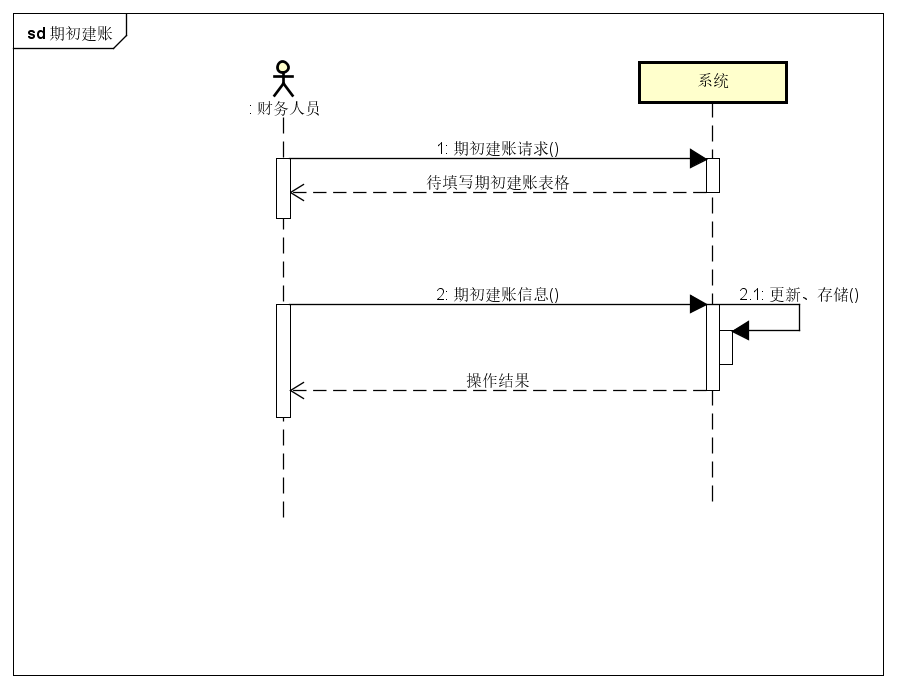 sd 期初建账
系统
: 财务人员
1: 期初建账请求()
待填写期初建账表格
2: 期初建账信息()
2.1: 更新、存储()
操作结果